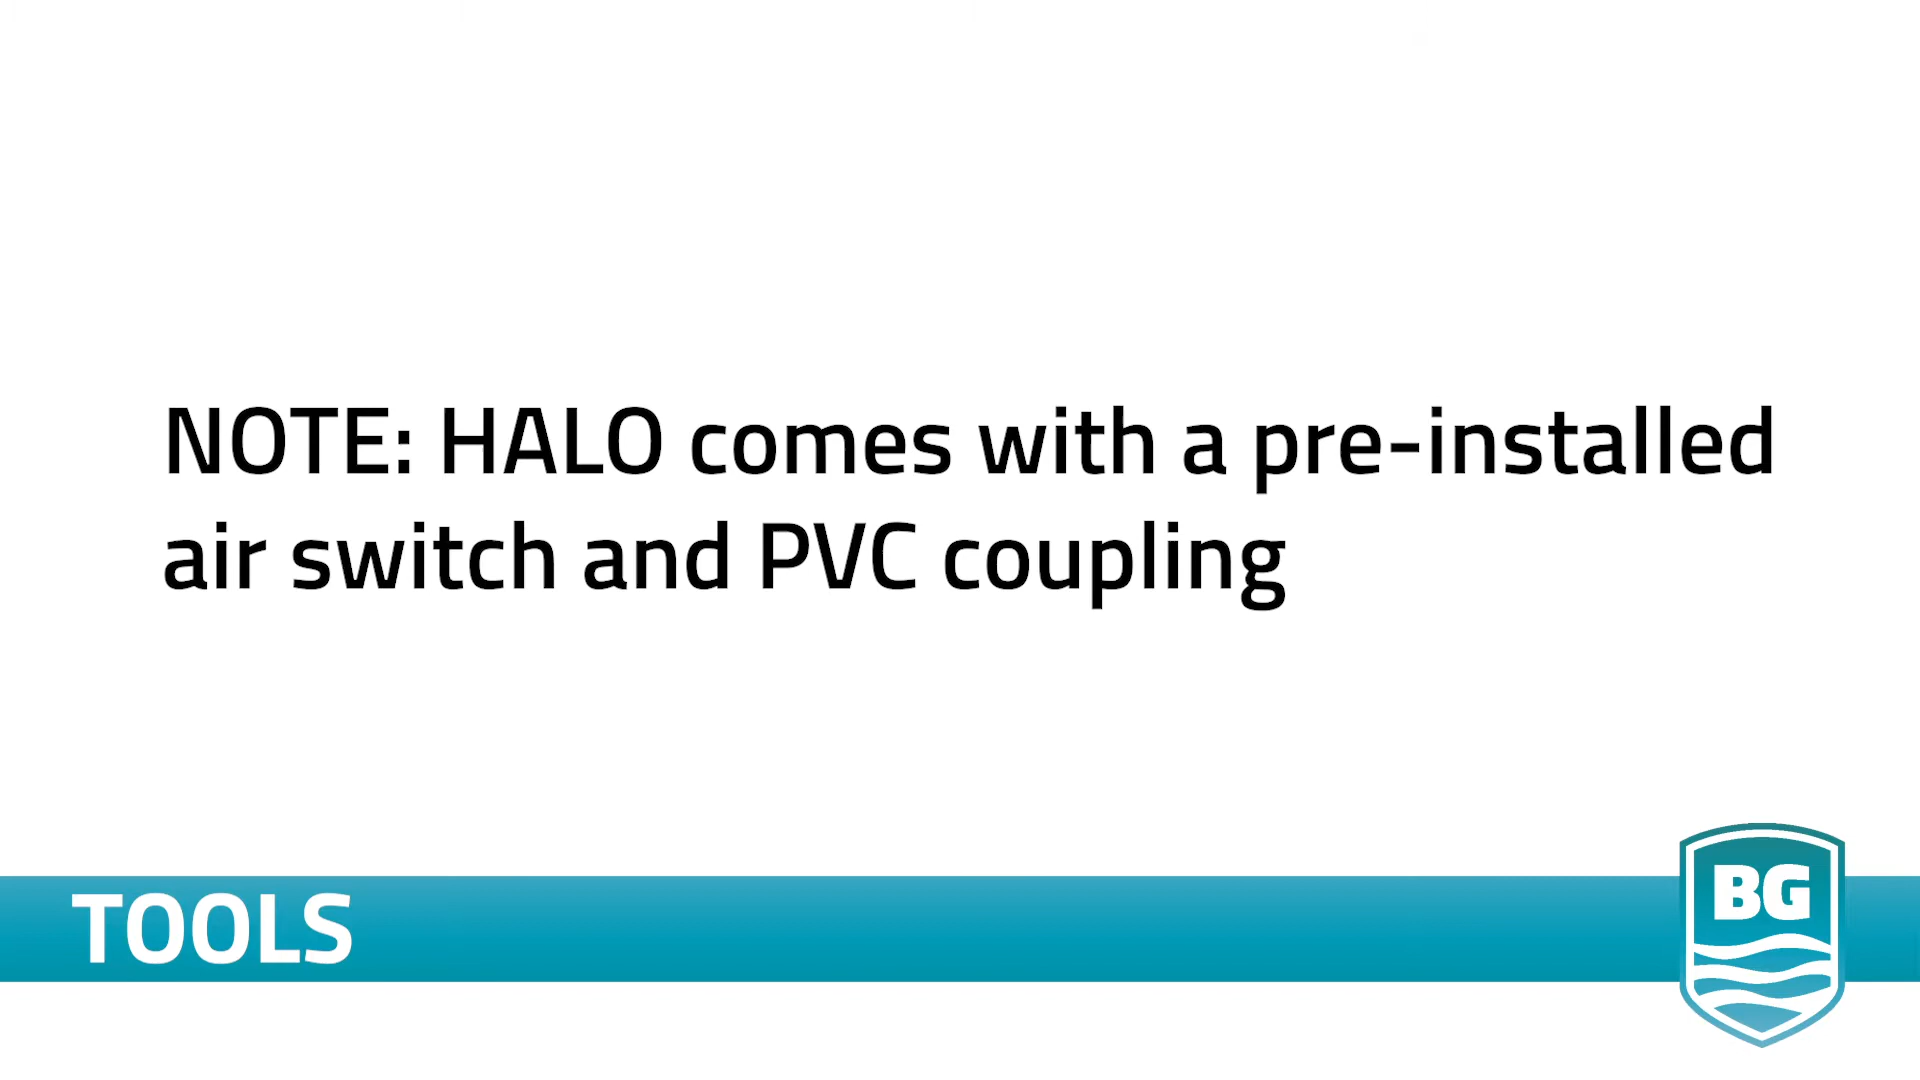 NOTE: HALO comes with a pre-installed
air switch and PVC coupling
TOOLS
BG